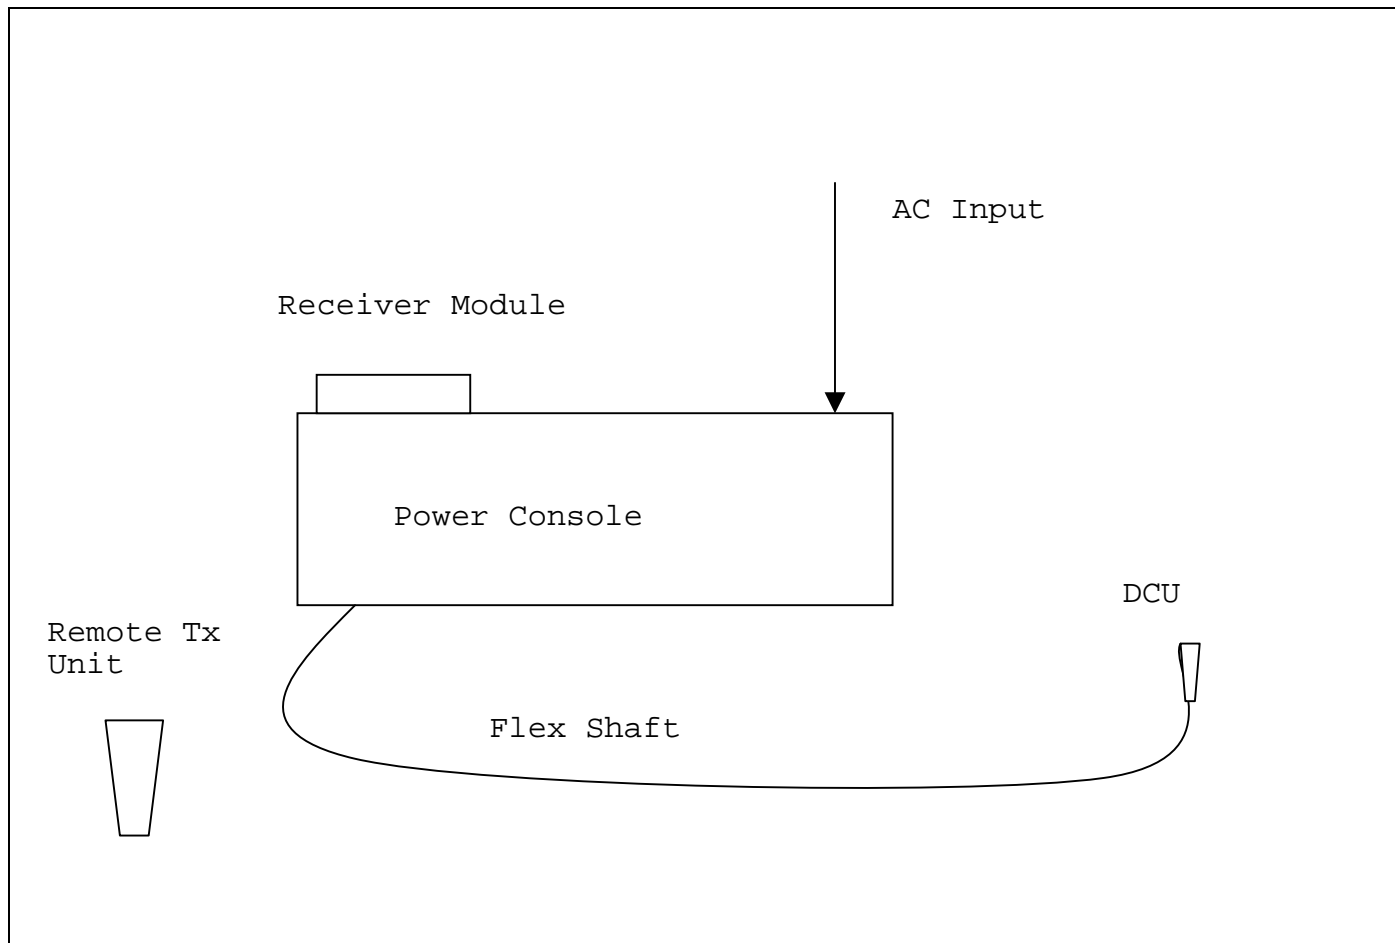 AC Input
Receiver Module
Power Console
DCU
Remote Tx
Unit
Flex Shaft